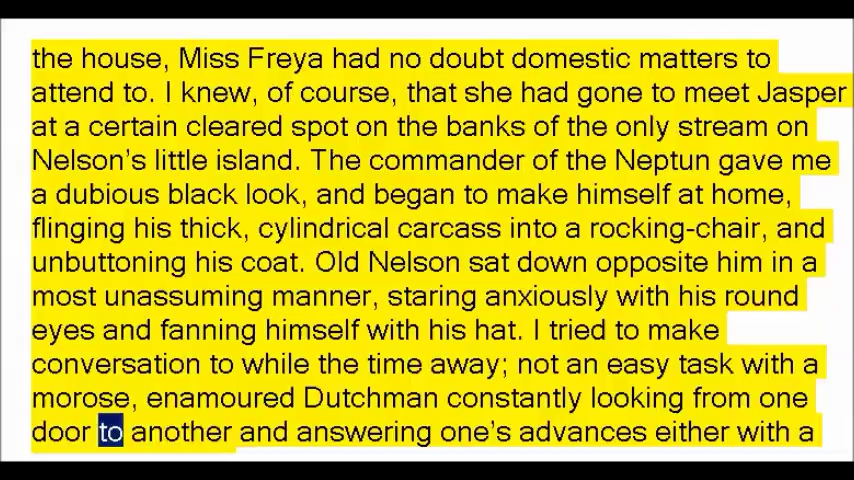 the house, Miss Freya had no doubt domestic matters to
attend to. I knew, of course, that she had gone to meet Jasper
at a certain cleared spot on the banks of the only stream on
Nelson’s little island. The commander of the Neptun gave me
a dubious black look, and began to make himself at home,
flinging his thick, cylindrical carcass into a rocking-chair, and
unbuttoning his coat. Old Nelson sat down opposite him in a
most unassuming manner, staring anxiously with his round
eyes and fanning himself with his hat. I tried to make
conversation to while the time away; not an easy task with a
morose, enamoured Dutchman constantly looking from one
door to another and answering one’s advances either with a